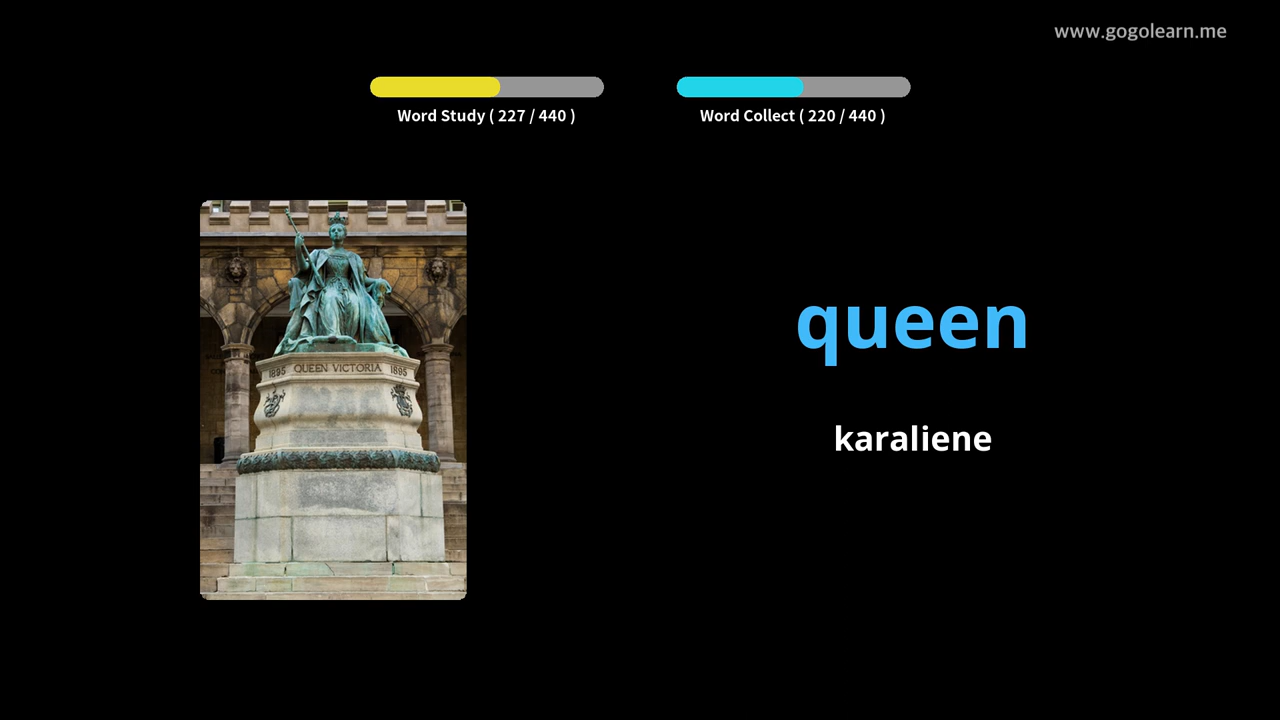 www.gogolearn.me
Word Study ( 227 / 440 )
Word Collect ( 220 / 440 )
1895 QUEEN VICTORIA 1895
queen
karaliene